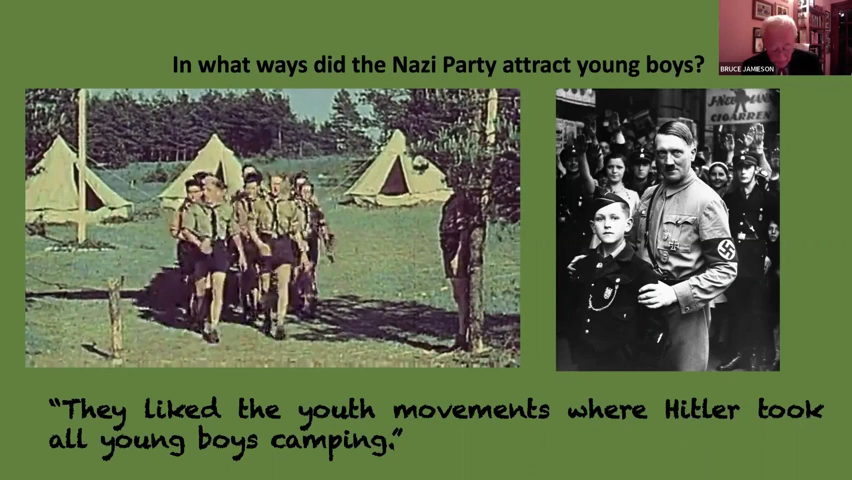 In what ways did the Nazi Party attract young boys?
BRUCE JAMIESON
CIGARREN
"They liked the youth movements where Hitler took
all young boys camping."